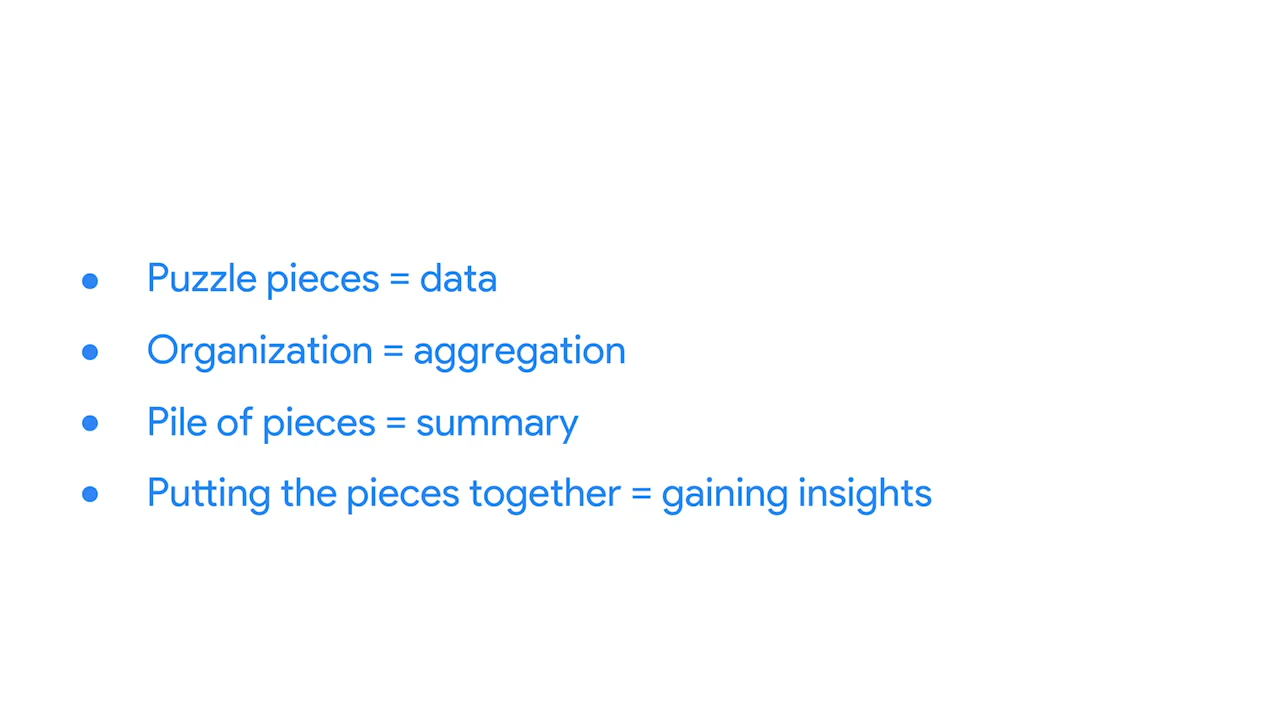 ● Puzzle pieces = data
● Organization = aggregation
● Pile of pieces = summary
● Putting the pieces together = gaining insights